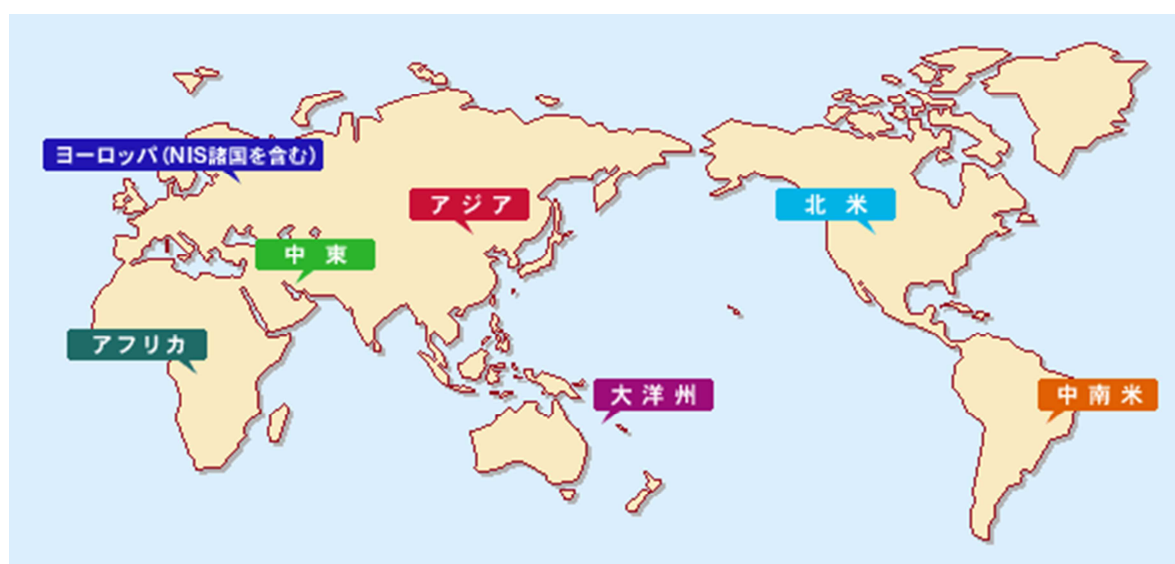 ヨーロッパ(NIS諸国を含む)
アジア
北米
中東
アフリカ
大洋州
中南米